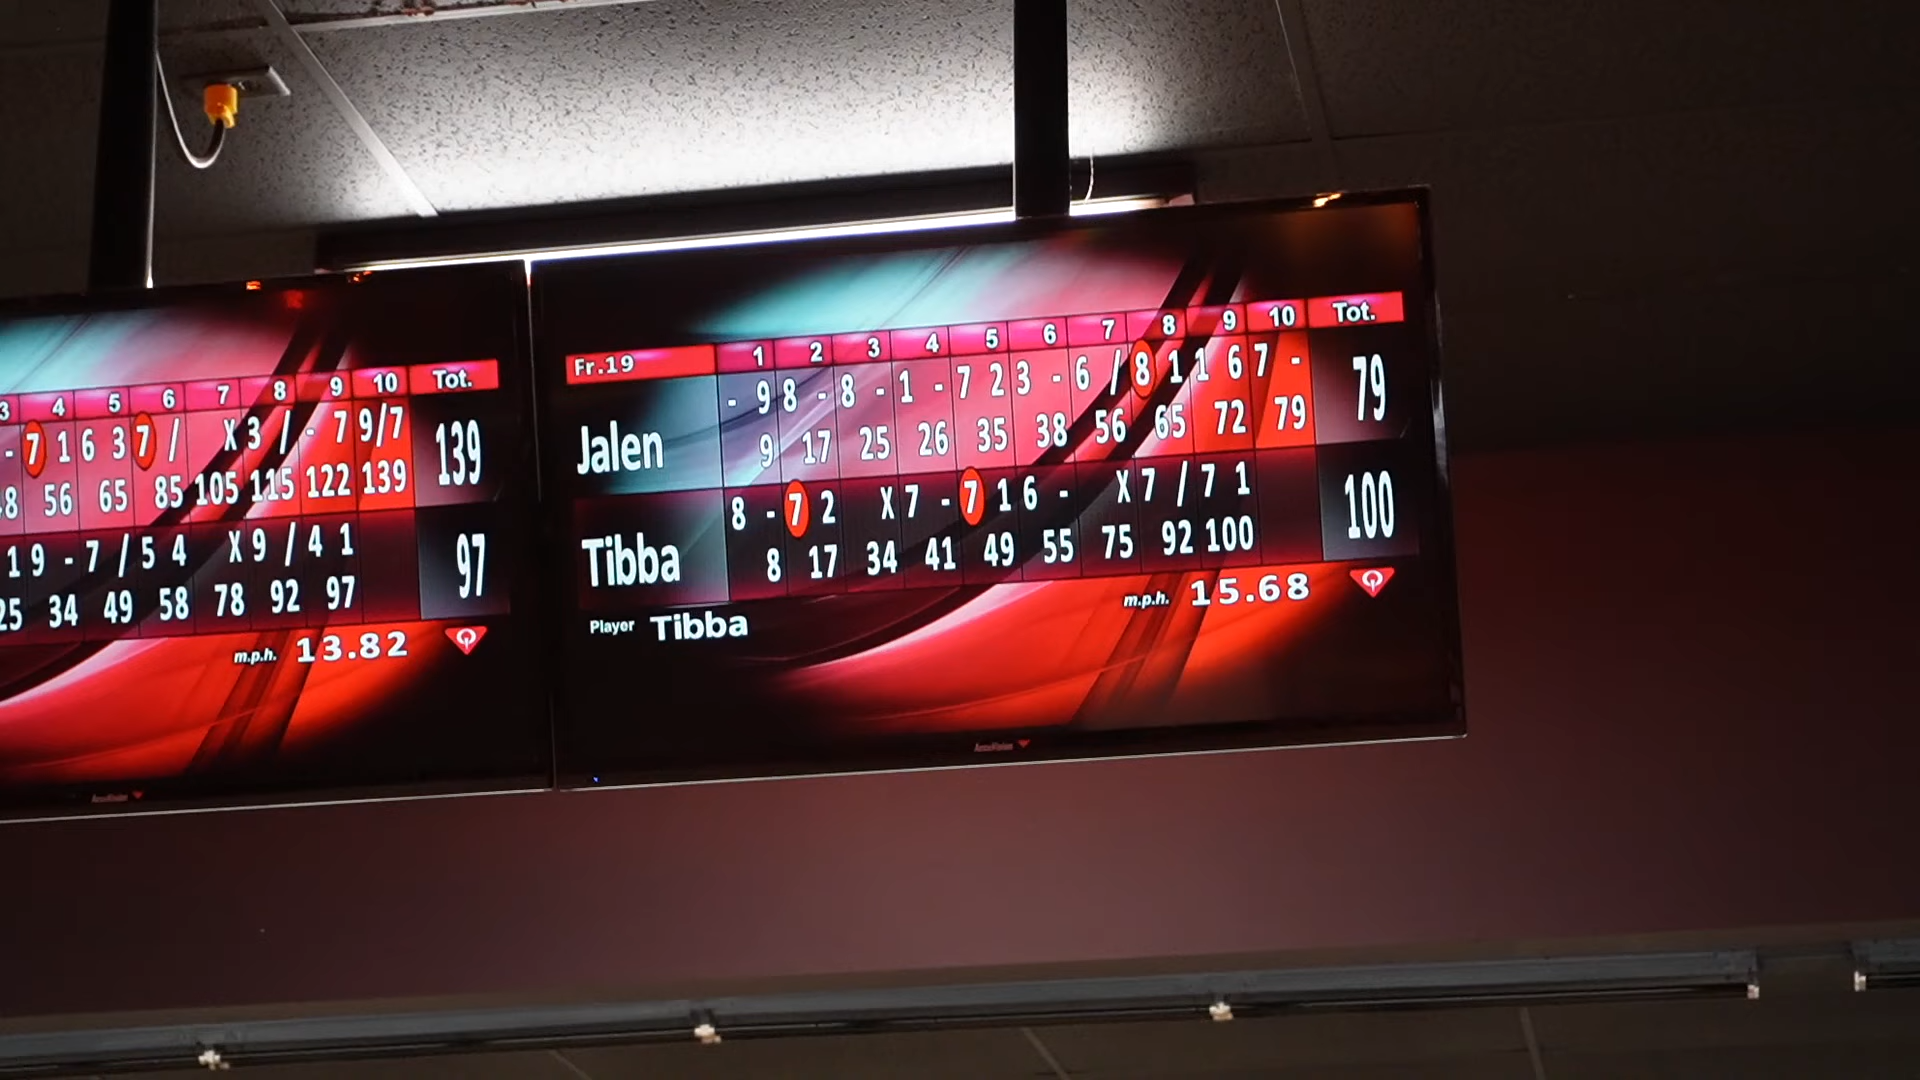 3 4 5 6 7 8 9 10 Tot.
- 7 1 6 3 7 / X 3 / - 7 9/7
8 56 65 85 105 115 122 139 139
1 9 - 7 / 5 4 X 9 / 4 1
25 34 49 58 78 92 97 97
m.p.h. 13.82
Fr.19 1 2 3 4 5 6 7 8 9 10 Tot.
- 9 8 - 8 - 1 - 7 2 3 - 6 / 8 1 1 6 7 -
Jalen 9 17 25 26 35 38 56 65 72 79 79
8 - 7 2 X 7 - 7 1 6 - X 7 / 7 1
Tibba 8 17 34 41 49 55 75 92 100 100
Player Tibba m.p.h. 15.68